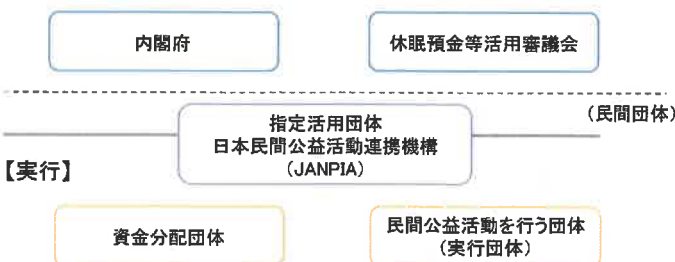 内閣府
休眠預金等活用審議会
（民間団体）
指定活用団体
日本民間公益活動連携機構
（JANPIA）
【実行】
資金分配団体
民間公益活動を行う団体
（実行団体）